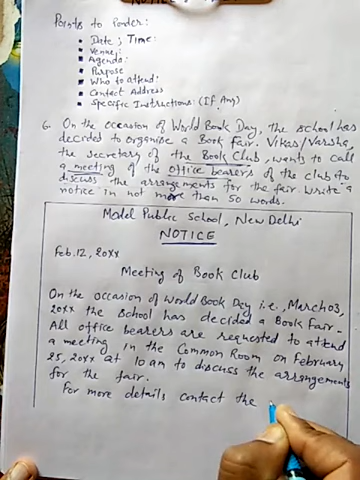 Points to Ponder:
▪ Date ; Time:
▪ Venue;
▪ Agenda:
▪ Purpose
▪ Who to attend:
▪ Contact Address
▪ Specific Instructions: (If Any)
6. On the occasion of World Book Day, the school has
decided to organise a Book fair. Vikas/Varsha,
the secretary of the Book Club, wants to call
a meeting of the office bearers of the club to
discuss the arrangements for the fair write a
notice in not more than 50 words.
Model Public School, New Delhi
NOTICE
Feb. 12, 20xx
Meeting of Book Club
On the occasion of World Book Day i.e., March 03,
20xx the school has decided a Book Fair.
All office bearers are requested to attend
a meeting in the Common Room on February
25, 20xx at 10 am to discuss the arrangements
for the fair.
For more details contact the